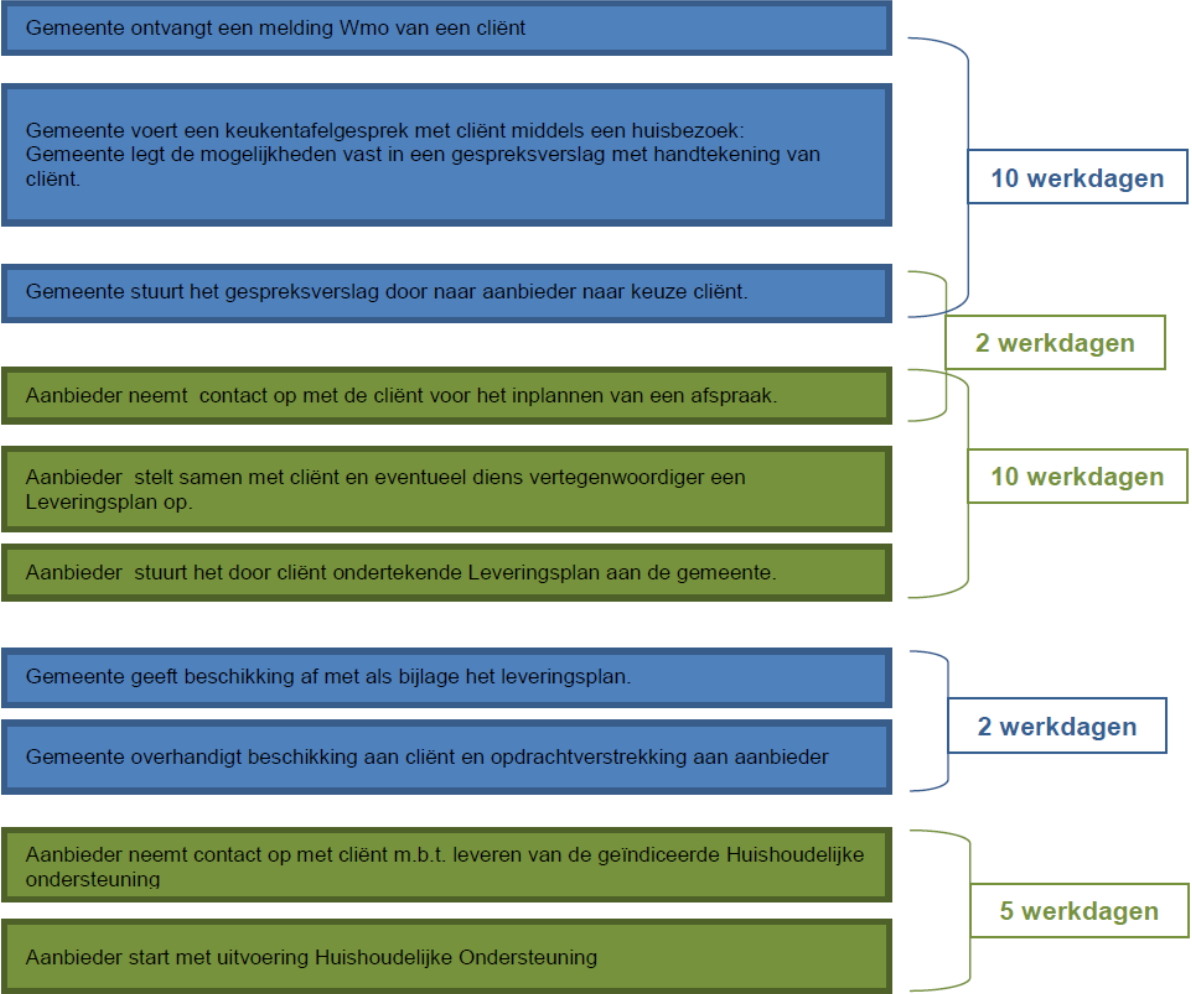 Gemeente ontvangt een melding Wmo van een cliënt
Gemeente voert een keukentafelgesprek met cliënt middels een huisbezoek:
Gemeente legt de mogelijkheden vast in een gespreksverslag met handtekening van
cliënt.
10 werkdagen
Gemeente stuurt het gespreksverslag door naar aanbieder naar keuze cliënt.
2 werkdagen
Aanbieder neemt contact op met de cliënt voor het inplannen van een afspraak.
Aanbieder stelt samen met cliënt en eventueel diens vertegenwoordiger een
Leveringsplan op.
10 werkdagen
Aanbieder stuurt het door cliënt ondertekende Leveringsplan aan de gemeente.
Gemeente geeft beschikking af met als bijlage het leveringsplan.
2 werkdagen
Gemeente overhandigt beschikking aan cliënt en opdrachtverstrekking aan aanbieder
Aanbieder neemt contact op met cliënt m.b.t. leveren van de geïndiceerde Huishoudelijke
ondersteuning
5 werkdagen
Aanbieder start met uitvoering Huishoudelijke Ondersteuning